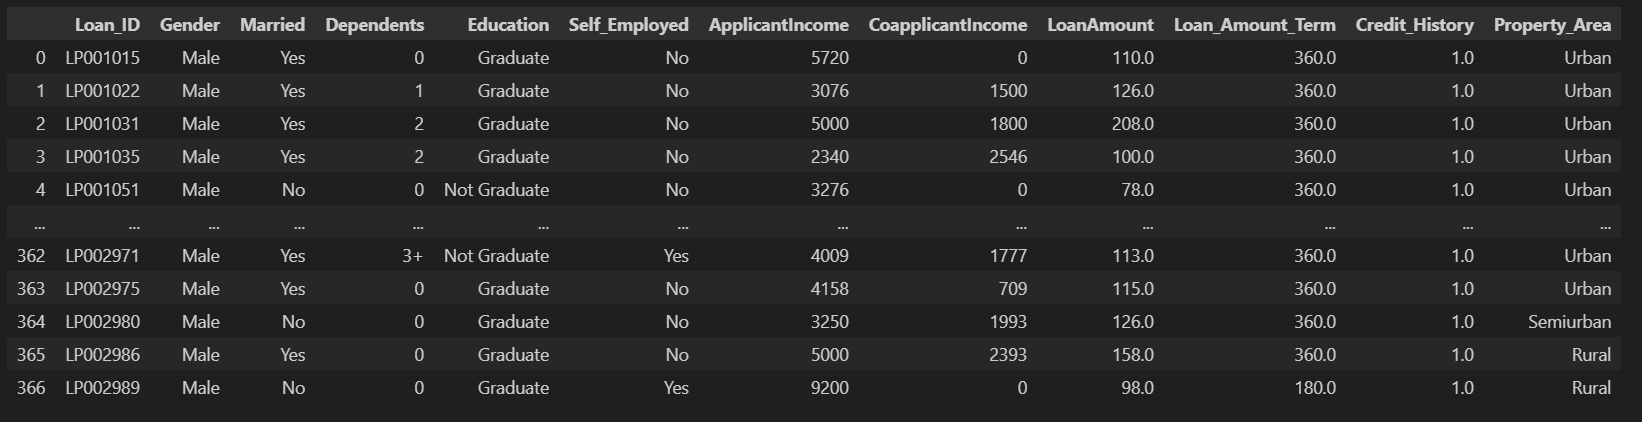 Loan_ID Gender Married Dependents Education Self_Employed ApplicantIncome CoapplicantIncome LoanAmount Loan_Amount_Term Credit_History Property_Area
0 LP001015 Male Yes 0 Graduate No 5720 0 110.0 360.0 1.0 Urban
1 LP001022 Male Yes 1 Graduate No 3076 1500 126.0 360.0 1.0 Urban
2 LP001031 Male Yes 2 Graduate No 5000 1800 208.0 360.0 1.0 Urban
3 LP001035 Male Yes 2 Graduate No 2340 2546 100.0 360.0 1.0 Urban
4 LP001051 Male No 0 Not Graduate No 3276 0 78.0 360.0 1.0 Urban
... ... ... ... ... ... ... ... ... ... ... ... ...
362 LP002971 Male Yes 3+ Not Graduate Yes 4009 1777 113.0 360.0 1.0 Urban
363 LP002975 Male Yes 0 Graduate No 4158 709 115.0 360.0 1.0 Urban
364 LP002980 Male No 0 Graduate No 3250 1993 126.0 360.0 1.0 Semiurban
365 LP002986 Male Yes 0 Graduate No 5000 2393 158.0 360.0 1.0 Rural
366 LP002989 Male No 0 Graduate Yes 9200 0 98.0 180.0 1.0 Rural